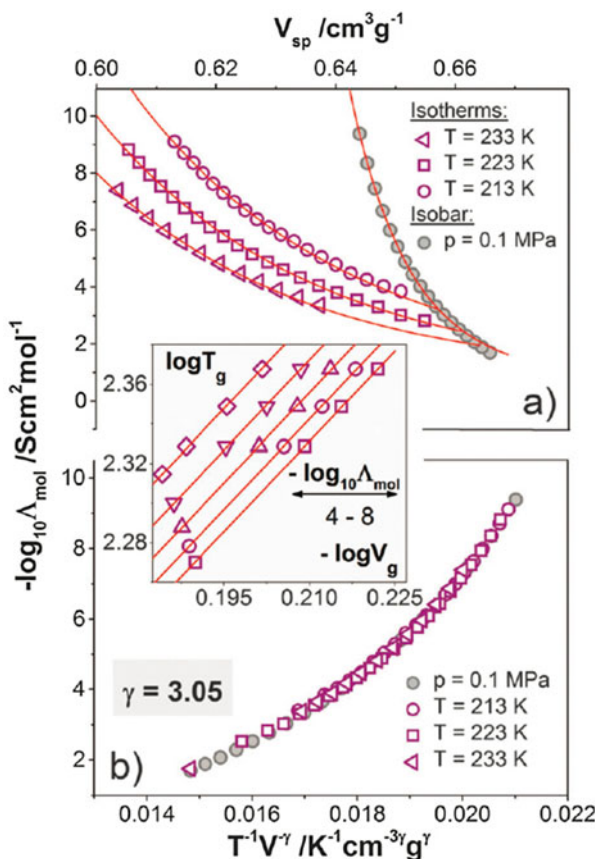 V_sp /cm³g⁻¹
0.60 0.62 0.64 0.66
Isotherms:
T = 233 K
T = 223 K
T = 213 K
Isobar:
p = 0.1 MPa
10
8
6
4
2
0
a)
logT_g
2.36
2.32
2.28
- log₁₀Λ_mol
4 - 8
- logV_g
0.195 0.210 0.225
-log₁₀Λ_mol /Scm²mol⁻¹
10
8
6
4
2
γ = 3.05
b)
p = 0.1 MPa
T = 213 K
T = 223 K
T = 233 K
0.014 0.016 0.018 0.020 0.022
T⁻¹V⁻ᵞ /K⁻¹cm⁻³ᵞgᵞ